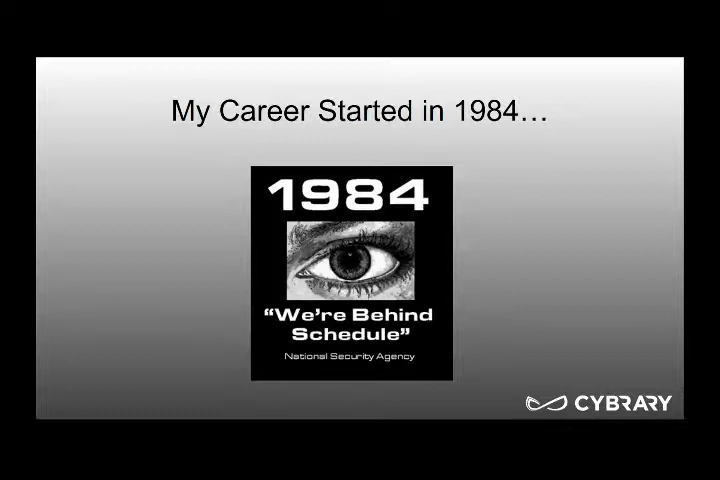 My Career Started in 1984…
1984
“We’re Behind
Schedule”
National Security Agency
CYBRARY